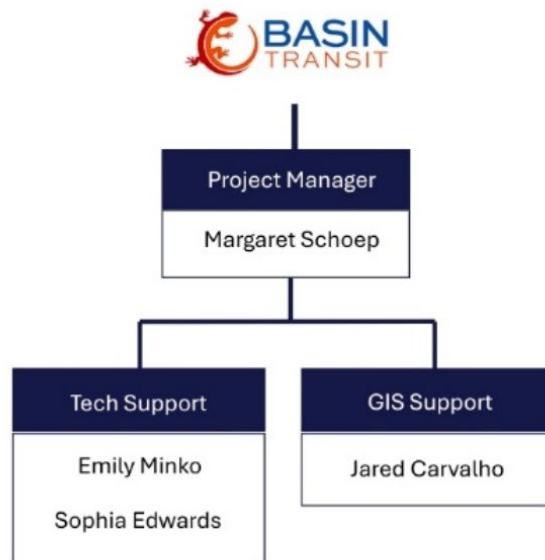 BASIN
TRANSIT
Project Manager
Margaret Schoep
Tech Support
Emily Minko
Sophia Edwards
GIS Support
Jared Carvalho